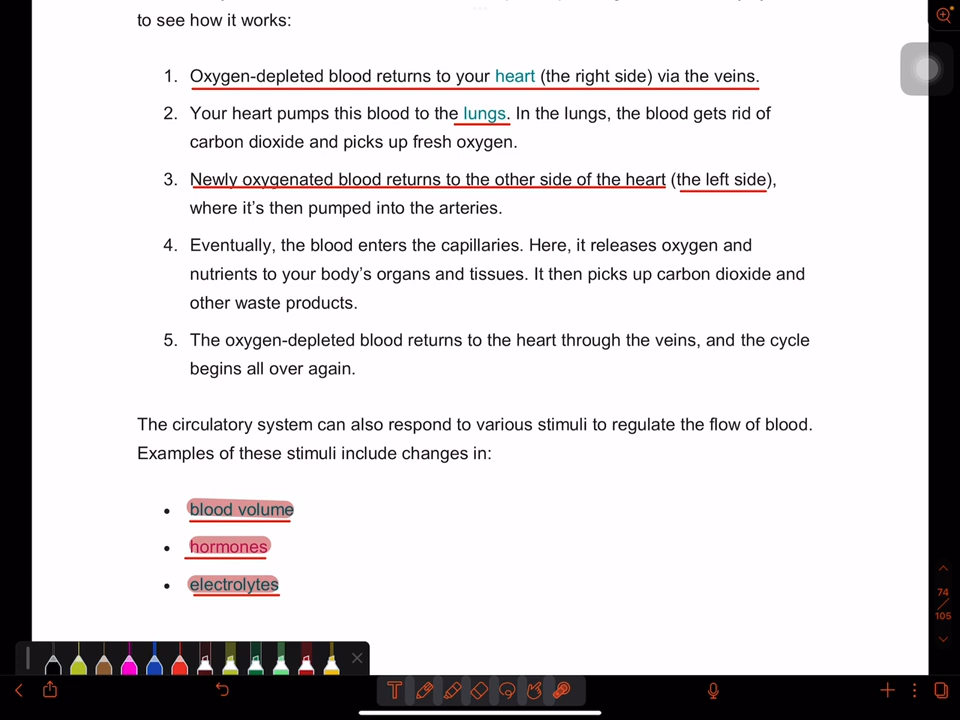 to see how it works:
1. Oxygen-depleted blood returns to your heart (the right side) via the veins.
2. Your heart pumps this blood to the lungs. In the lungs, the blood gets rid of
carbon dioxide and picks up fresh oxygen.
3. Newly oxygenated blood returns to the other side of the heart (the left side),
where it’s then pumped into the arteries.
4. Eventually, the blood enters the capillaries. Here, it releases oxygen and
nutrients to your body’s organs and tissues. It then picks up carbon dioxide and
other waste products.
5. The oxygen-depleted blood returns to the heart through the veins, and the cycle
begins all over again.
The circulatory system can also respond to various stimuli to regulate the flow of blood.
Examples of these stimuli include changes in:
• blood volume
• hormones
• electrolytes
74
/
105
T